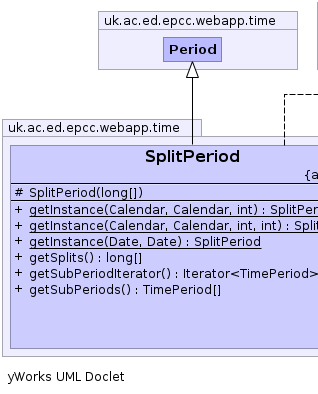 uk.ac.ed.epcc.webapp.time
Period
uk.ac.ed.epcc.webapp.time
SplitPeriod
{a
# SplitPeriod(long[])
+ getInstance(Calendar, Calendar, int) : SplitPer
+ getInstance(Calendar, Calendar, int, int) : Split
+ getInstance(Date, Date) : SplitPeriod
+ getSplits() : long[]
+ getSubPeriodIterator() : Iterator<TimePeriod>
+ getSubPeriods() : TimePeriod[]
yWorks UML Doclet